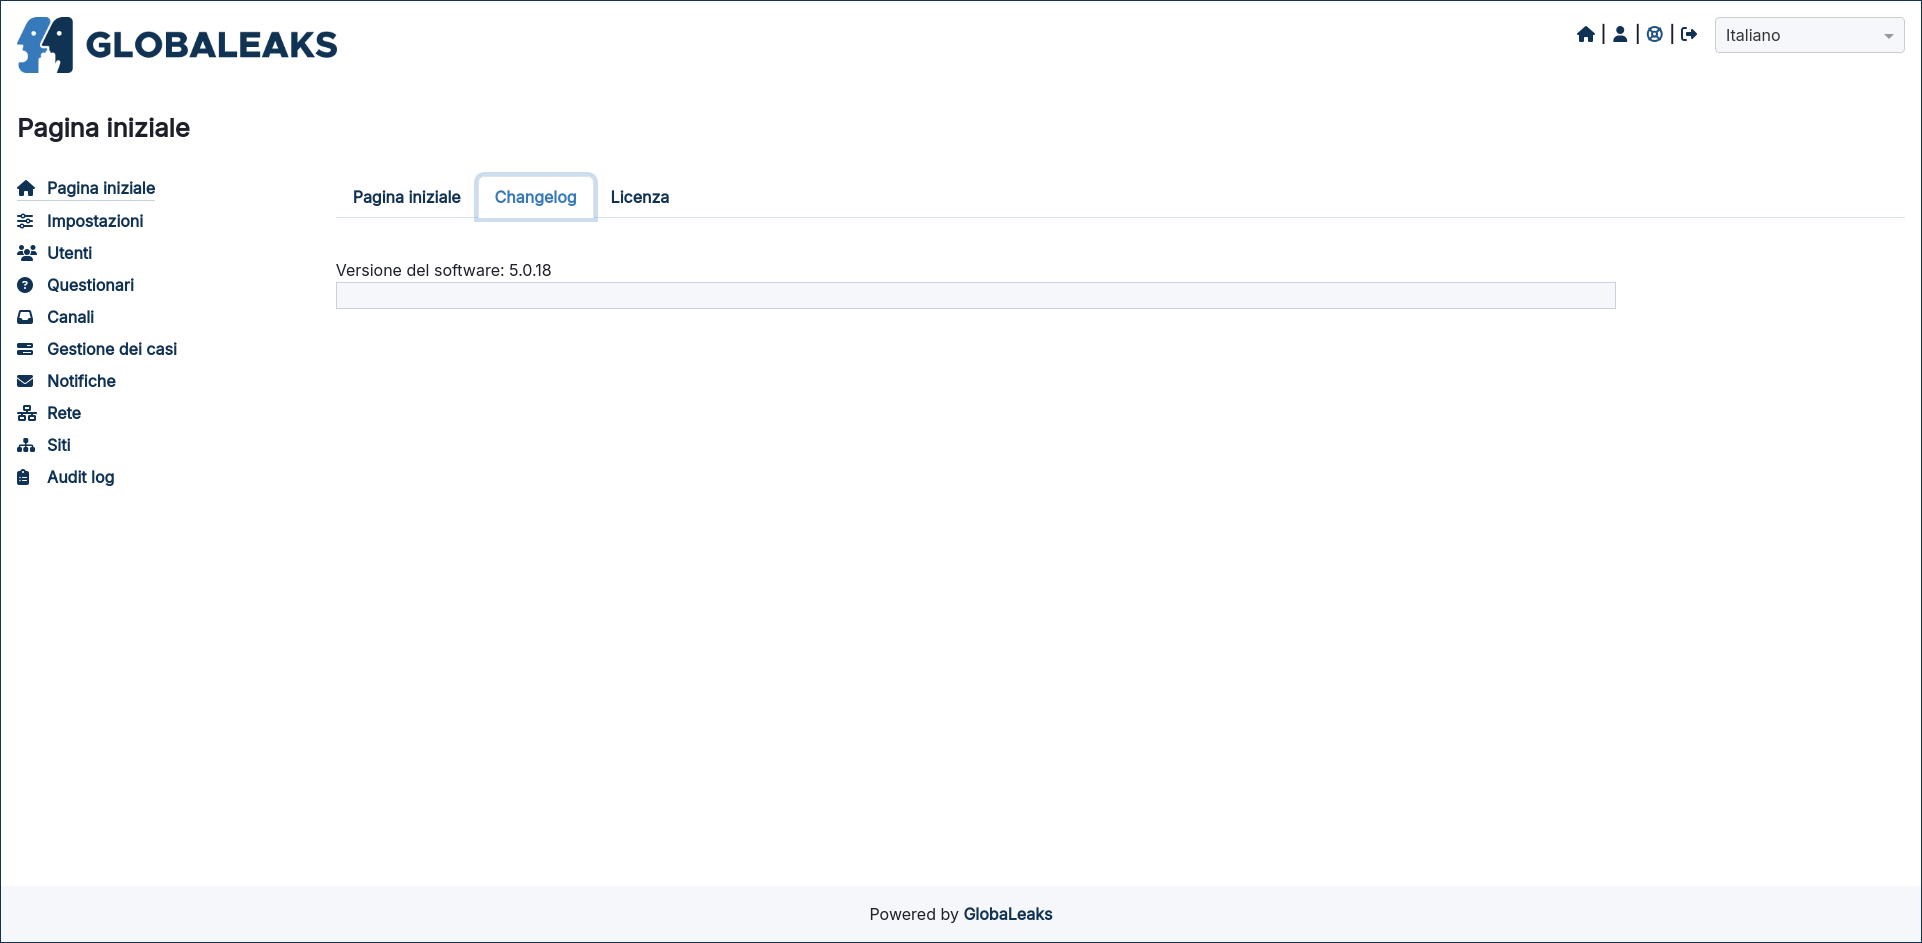 GLOBALEAKS
Italiano
Pagina iniziale
Pagina iniziale
Impostazioni
Utenti
Questionari
Canali
Gestione dei casi
Notifiche
Rete
Siti
Audit log
Pagina iniziale Changelog Licenza
Versione del software: 5.0.18
Powered by GlobaLeaks